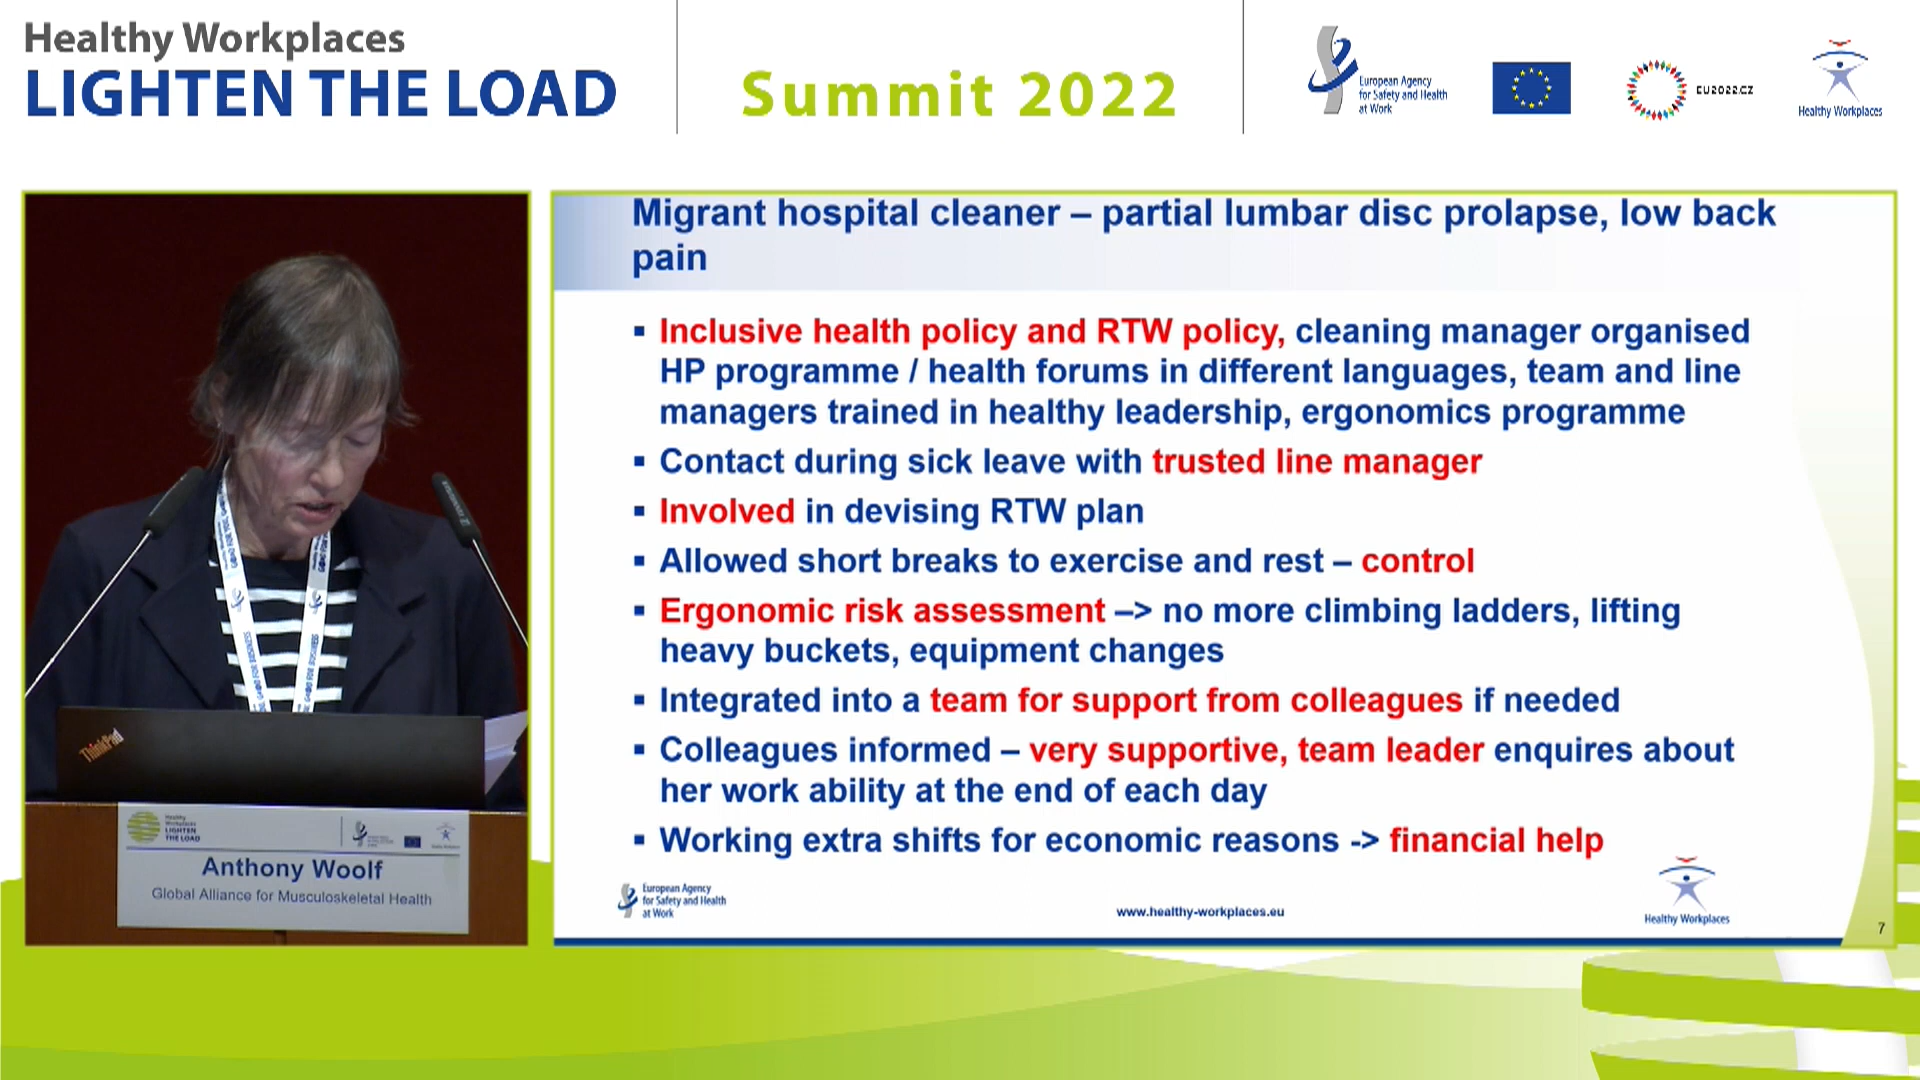 Healthy Workplaces
LIGHTEN THE LOAD
Summit 2022
European Agency
for Safety and Health
at Work
EU2022.CZ
Healthy Workplaces
Migrant hospital cleaner – partial lumbar disc prolapse, low back
pain
▪ Inclusive health policy and RTW policy, cleaning manager organised
HP programme / health forums in different languages, team and line
managers trained in healthy leadership, ergonomics programme
▪ Contact during sick leave with trusted line manager
▪ Involved in devising RTW plan
▪ Allowed short breaks to exercise and rest – control
▪ Ergonomic risk assessment –> no more climbing ladders, lifting
heavy buckets, equipment changes
▪ Integrated into a team for support from colleagues if needed
▪ Colleagues informed – very supportive, team leader enquires about
her work ability at the end of each day
▪ Working extra shifts for economic reasons -> financial help
European Agency
for Safety and Health
at Work
www.healthy-workplaces.eu
Healthy Workplaces
7
ThinkPad
Healthy
Workplaces
LIGHTEN
THE LOAD
Anthony Woolf
Global Alliance for Musculoskeletal Health